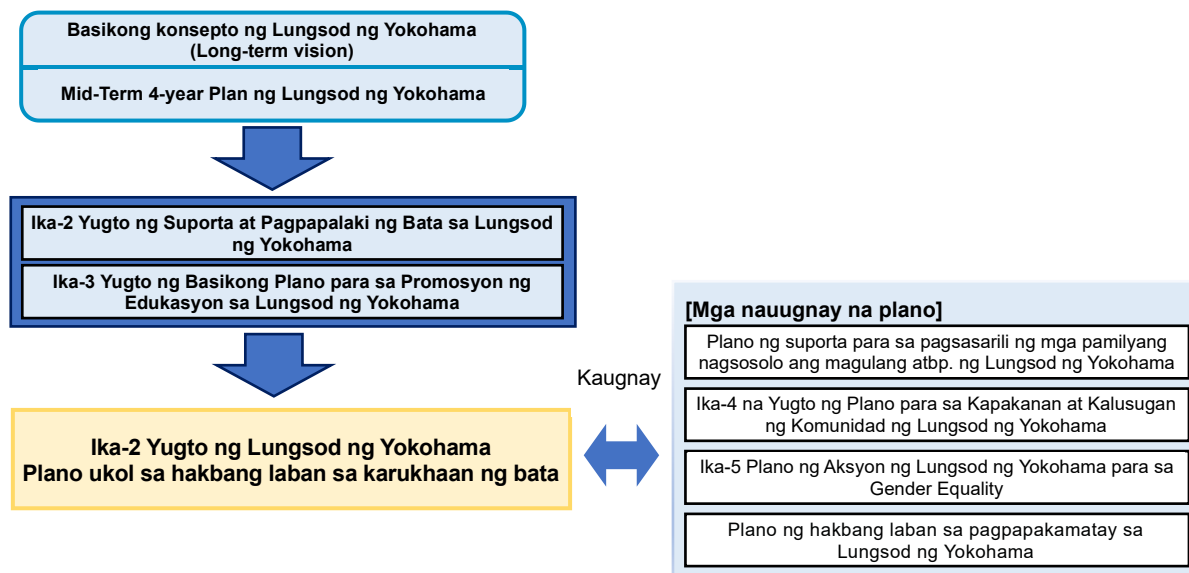 Basikong konsepto ng Lungsod ng Yokohama
(Long-term vision)
Mid-Term 4-year Plan ng Lungsod ng Yokohama
Ika-2 Yugto ng Suporta at Pagpapalaki ng Bata sa Lungsod
ng Yokohama
Ika-3 Yugto ng Basikong Plano para sa Promosyon ng
Edukasyon sa Lungsod ng Yokohama
Ika-2 Yugto ng Lungsod ng Yokohama
Plano ukol sa hakbang laban sa karukhaan ng bata
Kaugnay
[Mga nauugnay na plano]
Plano ng suporta para sa pagsasarili ng mga pamilyang
nagsosolo ang magulang atbp. ng Lungsod ng Yokohama
Ika-4 na Yugto ng Plano para sa Kapakanan at Kalusugan
ng Komunidad ng Lungsod ng Yokohama
Ika-5 Plano ng Aksyon ng Lungsod ng Yokohama para sa
Gender Equality
Plano ng hakbang laban sa pagpapakamatay sa
Lungsod ng Yokohama